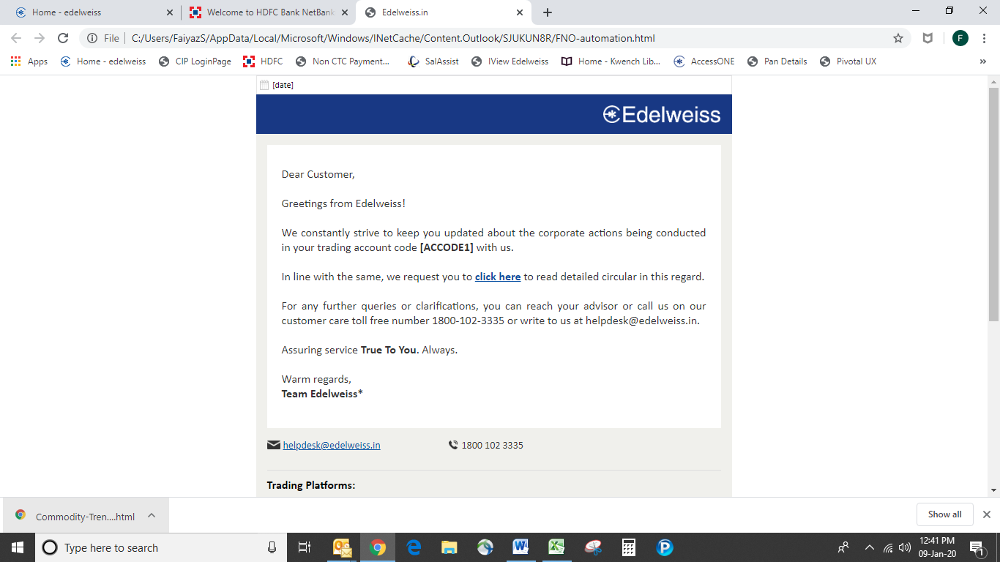 Home - edelweiss
Welcome to HDFC Bank NetBank
Edelweiss.in
File
C:/Users/FaiyazS/AppData/Local/Microsoft/Windows/INetCache/Content.Outlook/SJUKUN8R/FNO-automation.html
F
Apps
Home - edelweiss
CIP LoginPage
HDFC
Non CTC Payment...
SalAssist
IView Edelweiss
Home - Kwench Lib...
AccessONE
Pan Details
Pivotal UX
[date]
Edelweiss
Dear Customer,
Greetings from Edelweiss!
We constantly strive to keep you updated about the corporate actions being conducted
in your trading account code [ACCODE1] with us.
In line with the same, we request you to click here to read detailed circular in this regard.
For any further queries or clarifications, you can reach your advisor or call us on our
customer care toll free number 1800-102-3335 or write to us at helpdesk@edelweiss.in.
Assuring service True To You. Always.
Warm regards,
Team Edelweiss*
helpdesk@edelweiss.in
1800 102 3335
Trading Platforms:
Commodity-Tren....html
Show all
Type here to search
12:41 PM
09-Jan-20
1